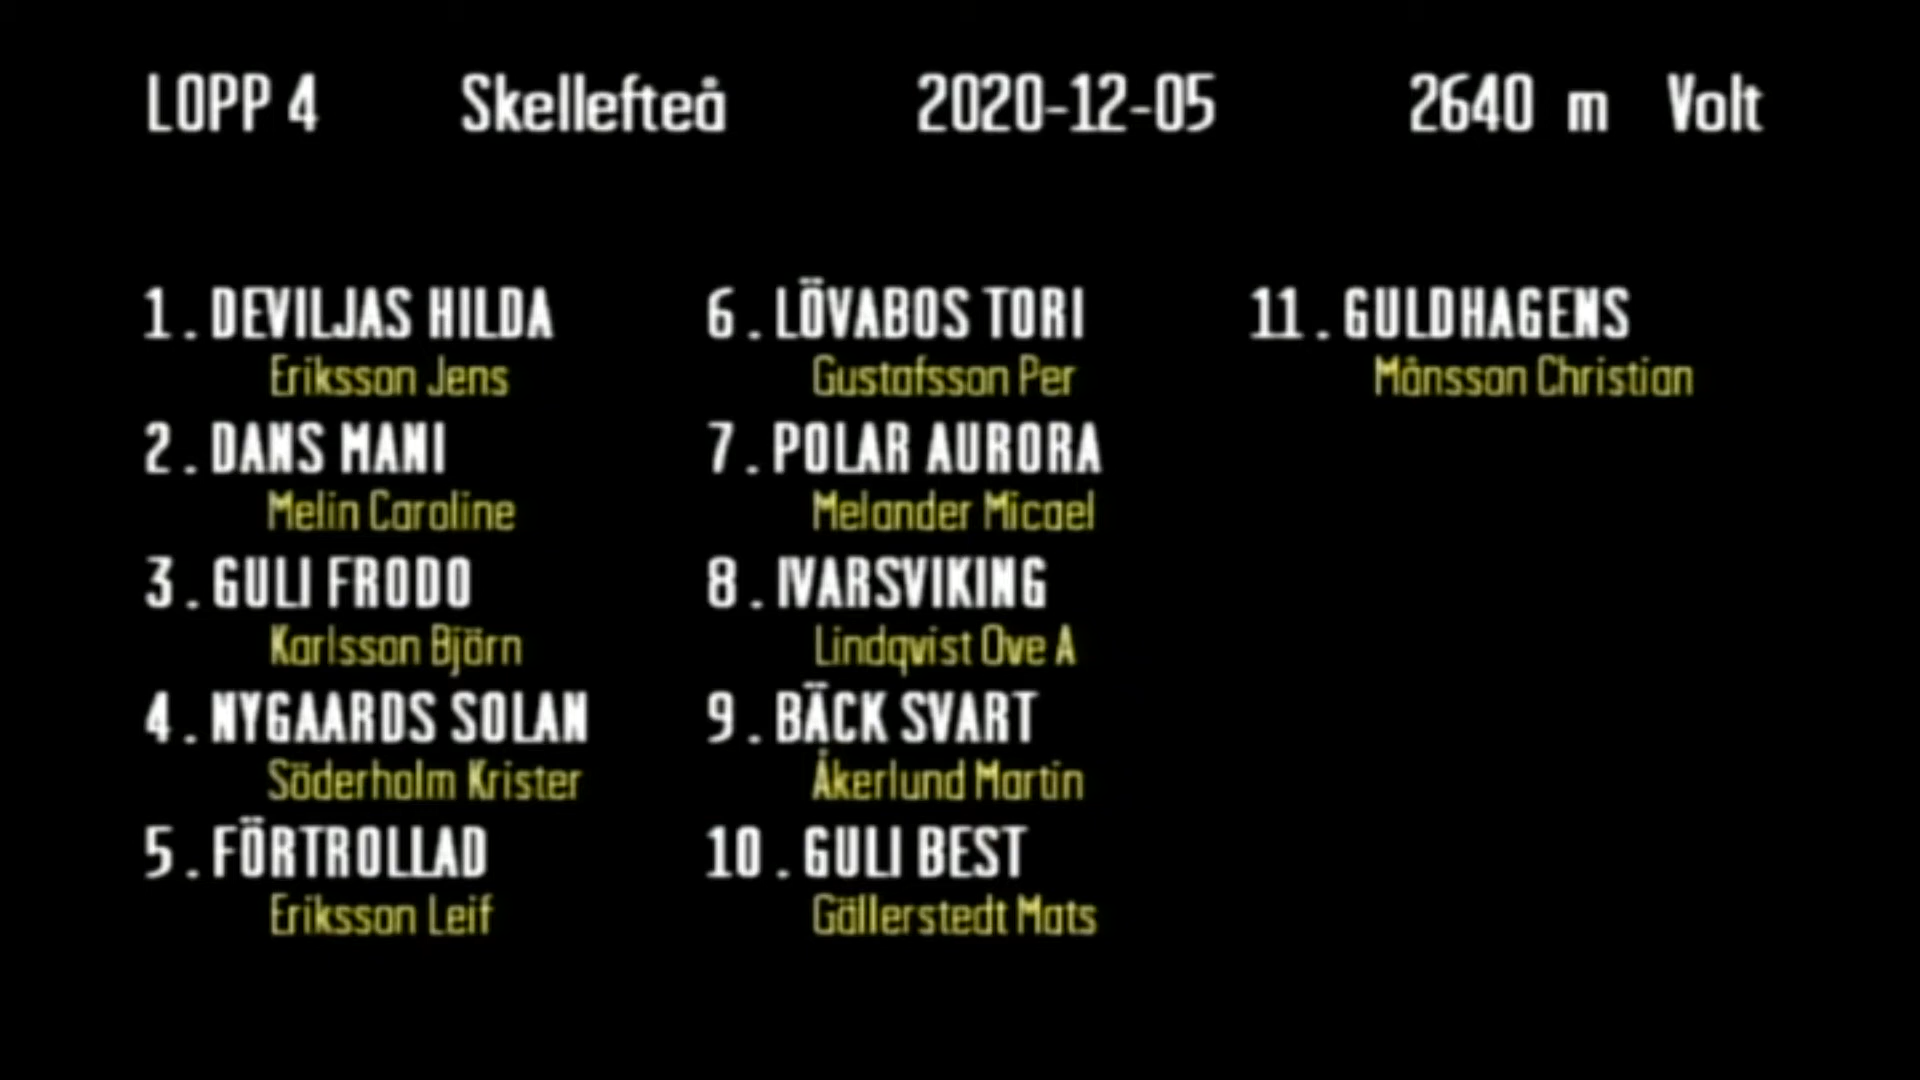 LOPP 4 Skellefteå 2020-12-05 2640 m Volt
1. DEVILJAS HILDA
Eriksson Jens
2. DANS MANI
Melin Caroline
3. GULI FRODO
Karlsson Björn
4. NYGAARDS SOLAN
Söderholm Krister
5. FÖRTROLLAD
Eriksson Leif
6. LÖVABOS TORI
Gustafsson Per
7. POLAR AURORA
Melander Micael
8. IVARSVIKING
Lindqvist Ove A
9. BÄCK SVART
Åkerlund Martin
10. GULI BEST
Gällerstedt Mats
11. GULDHAGENS
Månsson Christian